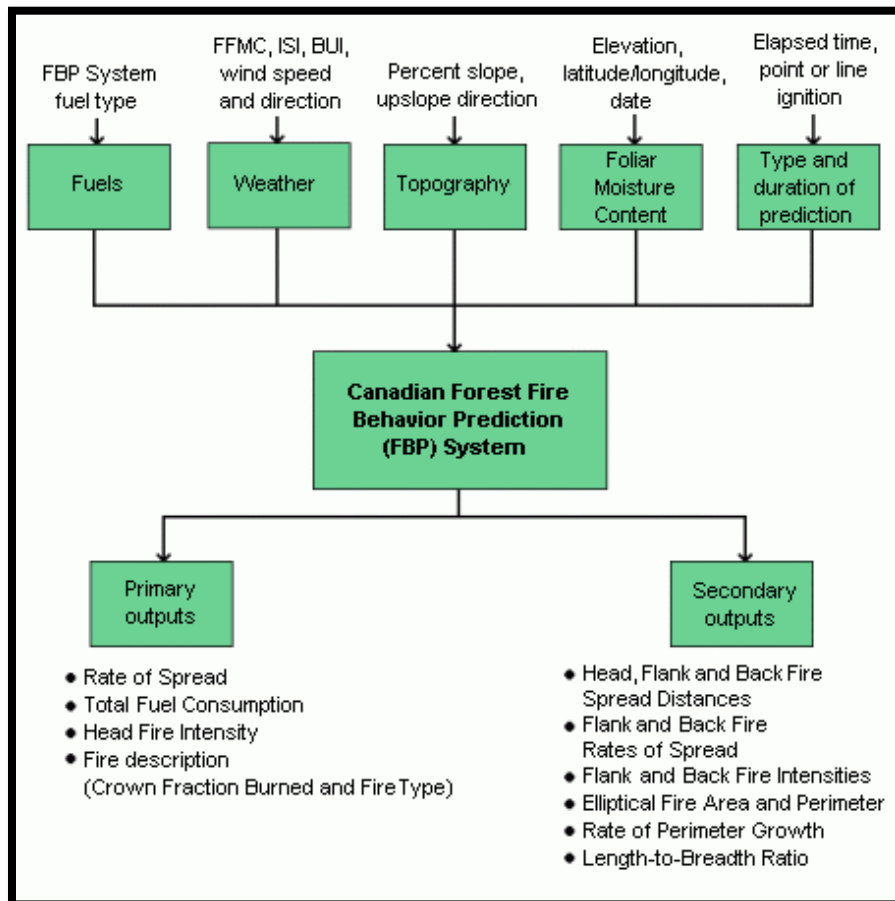 FBP System
fuel type
FFMC, ISI, BUI,
wind speed
and direction
Percent slope,
upslope direction
Elevation,
latitude/longitude,
date
Elapsed time,
point or line
ignition
Fuels
Weather
Topography
Foliar
Moisture
Content
Type and
duration of
prediction
Canadian Forest Fire
Behavior Prediction
(FBP) System
Primary
outputs
Secondary
outputs
● Rate of Spread
● Total Fuel Consumption
● Head Fire Intensity
● Fire description
(Crown Fraction Burned and Fire Type)
● Head, Flank and Back Fire
Spread Distances
● Flank and Back Fire
Rates of Spread
● Flank and Back Fire Intensities
● Elliptical Fire Area and Perimeter
● Rate of Perimeter Growth
● Length-to-Breadth Ratio